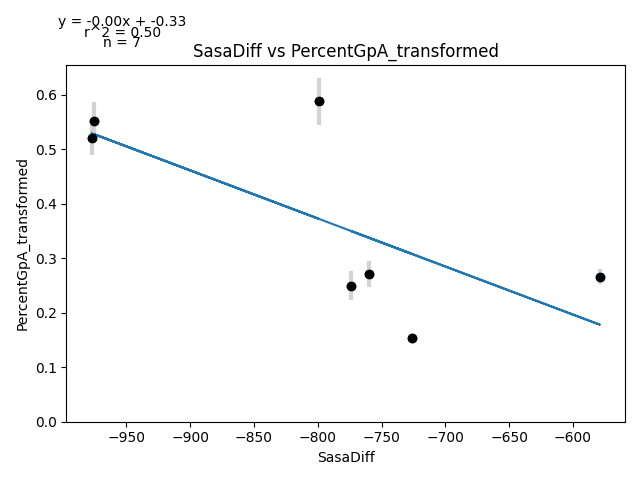 y = -0.00x + -0.33
r^2 = 0.50
n = 7
SasaDiff vs PercentGpA_transformed
PercentGpA_transformed
0.6
0.5
0.4
0.3
0.2
0.1
0.0
−950
−900
−850
−800
−750
−700
−650
−600
SasaDiff